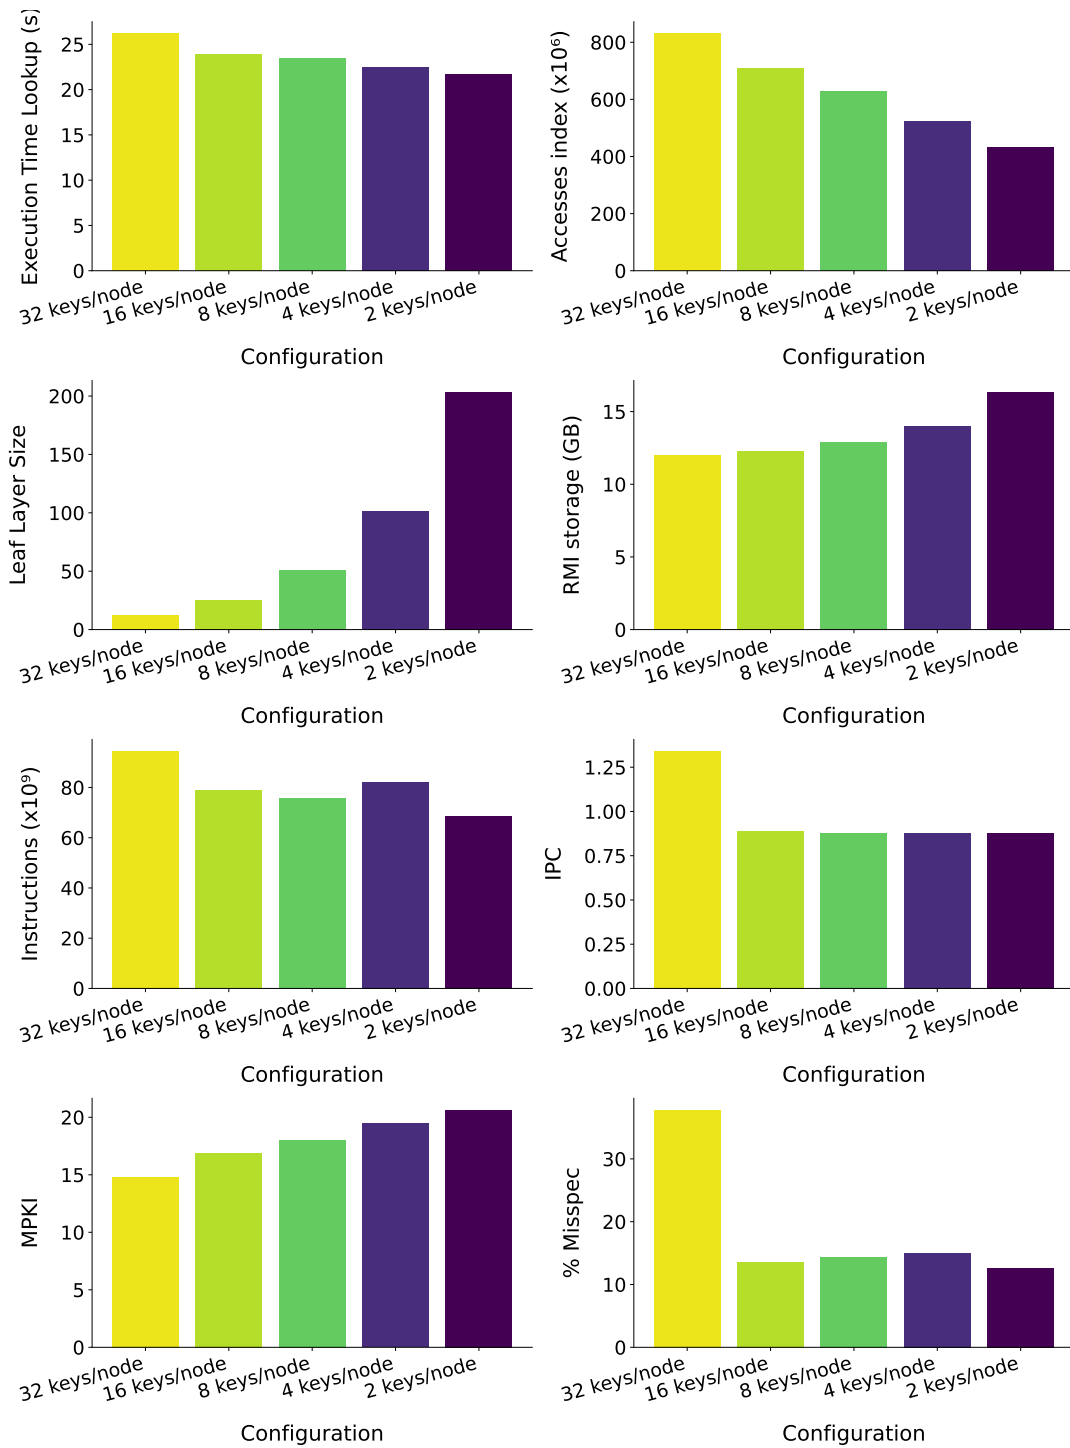 Execution Time Lookup (s)
25
20
15
10
5
0
32 keys/node
16 keys/node
8 keys/node
4 keys/node
2 keys/node
Configuration
Accesses index (x10⁶)
800
600
400
200
0
32 keys/node
16 keys/node
8 keys/node
4 keys/node
2 keys/node
Configuration
Leaf Layer Size
200
150
100
50
0
32 keys/node
16 keys/node
8 keys/node
4 keys/node
2 keys/node
Configuration
RMI storage (GB)
15
10
5
0
32 keys/node
16 keys/node
8 keys/node
4 keys/node
2 keys/node
Configuration
Instructions (x10⁹)
80
60
40
20
0
32 keys/node
16 keys/node
8 keys/node
4 keys/node
2 keys/node
Configuration
IPC
1.25
1.00
0.75
0.50
0.25
0.00
32 keys/node
16 keys/node
8 keys/node
4 keys/node
2 keys/node
Configuration
MPKI
20
15
10
5
0
32 keys/node
16 keys/node
8 keys/node
4 keys/node
2 keys/node
Configuration
% Misspec
30
20
10
0
32 keys/node
16 keys/node
8 keys/node
4 keys/node
2 keys/node
Configuration